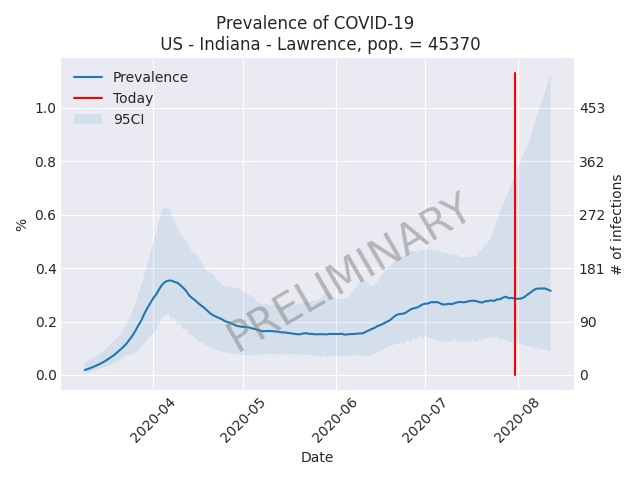 Prevalence of COVID-19
US - Indiana - Lawrence, pop. = 45370
Prevalence
Today
95CI
1.0
0.8
0.6
0.4
0.2
0.0
%
453
362
272
181
90
0
# of infections
PRELIMINARY
2020-04
2020-05
2020-06
2020-07
2020-08
Date